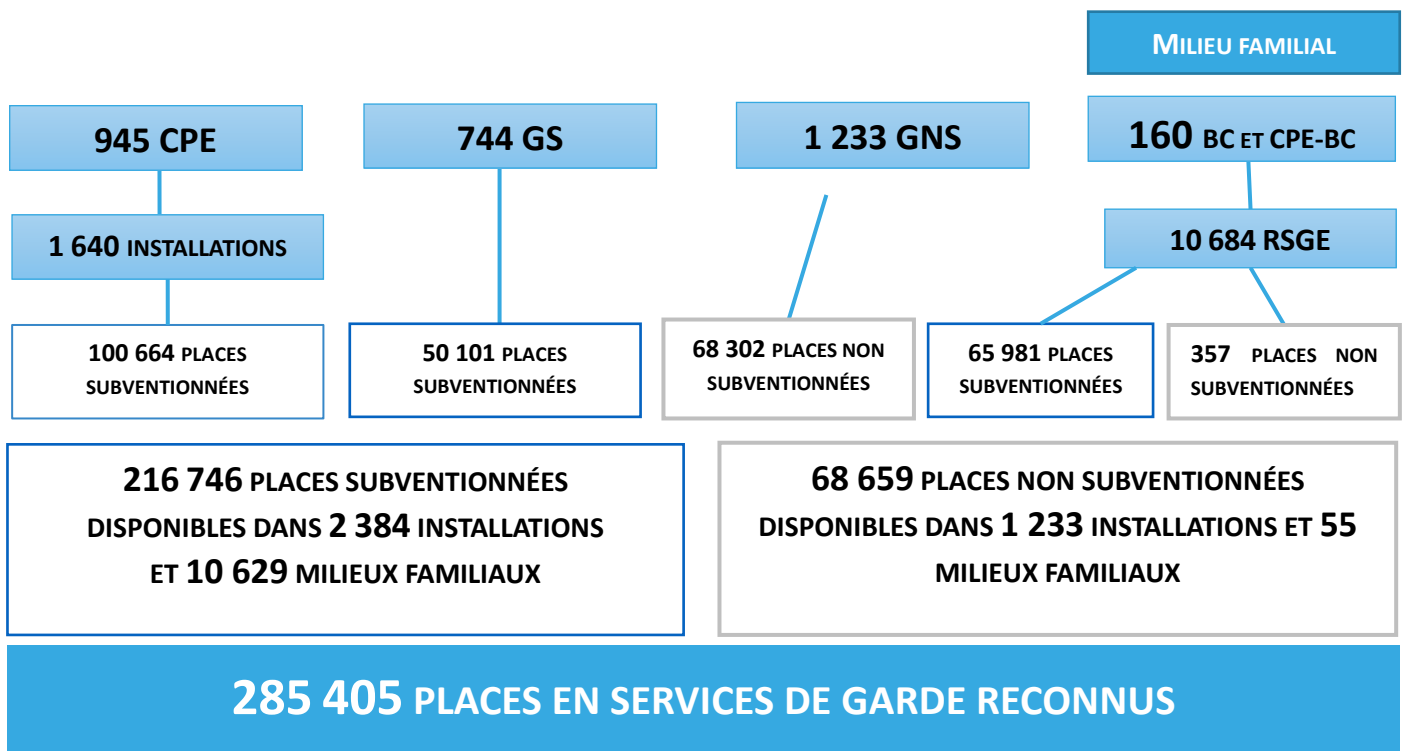 MILIEU FAMILIAL
945 CPE
744 GS
1 233 GNS
160 BC ET CPE-BC
1 640 INSTALLATIONS
10 684 RSGE
100 664 PLACES
SUBVENTIONNÉES
50 101 PLACES
SUBVENTIONNÉES
68 302 PLACES NON
SUBVENTIONNÉES
65 981 PLACES
SUBVENTIONNÉES
357 PLACES NON
SUBVENTIONNÉES
216 746 PLACES SUBVENTIONNÉES
DISPONIBLES DANS 2 384 INSTALLATIONS
ET 10 629 MILIEUX FAMILIAUX
68 659 PLACES NON SUBVENTIONNÉES
DISPONIBLES DANS 1 233 INSTALLATIONS ET 55
MILIEUX FAMILIAUX
285 405 PLACES EN SERVICES DE GARDE RECONNUS